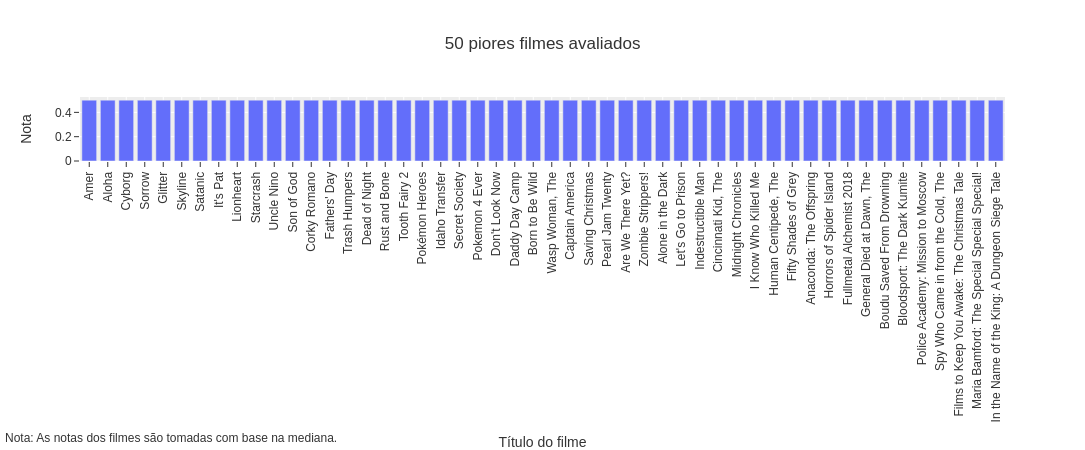 50 piores filmes avaliados
Nota
0.4
0.2
0
Amer
Aloha
Cyborg
Sorrow
Glitter
Skyline
Satanic
It's Pat
Lionheart
Starcrash
Uncle Nino
Son of God
Corky Romano
Fathers' Day
Trash Humpers
Dead of Night
Rust and Bone
Tooth Fairy 2
Pokémon Heroes
Idaho Transfer
Secret Society
Pokemon 4 Ever
Don't Look Now
Daddy Day Camp
Born to Be Wild
Wasp Woman, The
Captain America
Saving Christmas
Pearl Jam Twenty
Are We There Yet?
Zombie Strippers!
Alone in the Dark
Let's Go to Prison
Indestructible Man
Cincinnati Kid, The
Midnight Chronicles
I Know Who Killed Me
Human Centipede, The
Fifty Shades of Grey
Anaconda: The Offspring
Horrors of Spider Island
Fullmetal Alchemist 2018
General Died at Dawn, The
Boudu Saved From Drowning
Bloodsport: The Dark Kumite
Police Academy: Mission to Moscow
Spy Who Came in from the Cold, The
Films to Keep You Awake: The Christmas Tale
Maria Bamford: The Special Special Special!
In the Name of the King: A Dungeon Siege Tale
Nota: As notas dos filmes são tomadas com base na mediana.
Título do filme